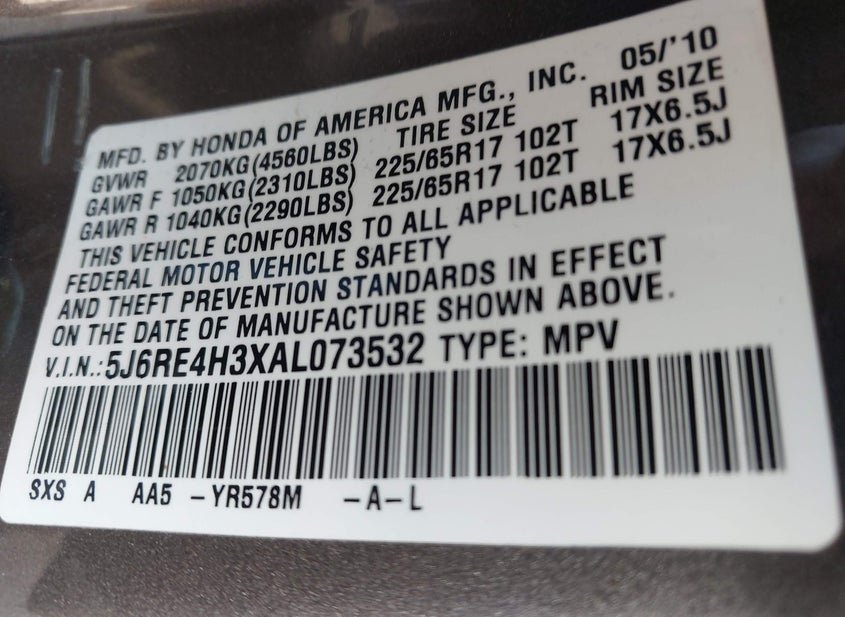 MFD. BY HONDA OF AMERICA MFG., INC. 05/'10
GVWR 2070KG(4560LBS) TIRE SIZE RIM SIZE
GAWR F 1050KG(2310LBS) 225/65R17 102T 17X6.5J
GAWR R 1040KG(2290LBS) 225/65R17 102T 17X6.5J
THIS VEHICLE CONFORMS TO ALL APPLICABLE
FEDERAL MOTOR VEHICLE SAFETY
AND THEFT PREVENTION STANDARDS IN EFFECT
ON THE DATE OF MANUFACTURE SHOWN ABOVE.
V.I.N.:5J6RE4H3XAL073532 TYPE: MPV
SXS A AA5 -YR578M -A-L